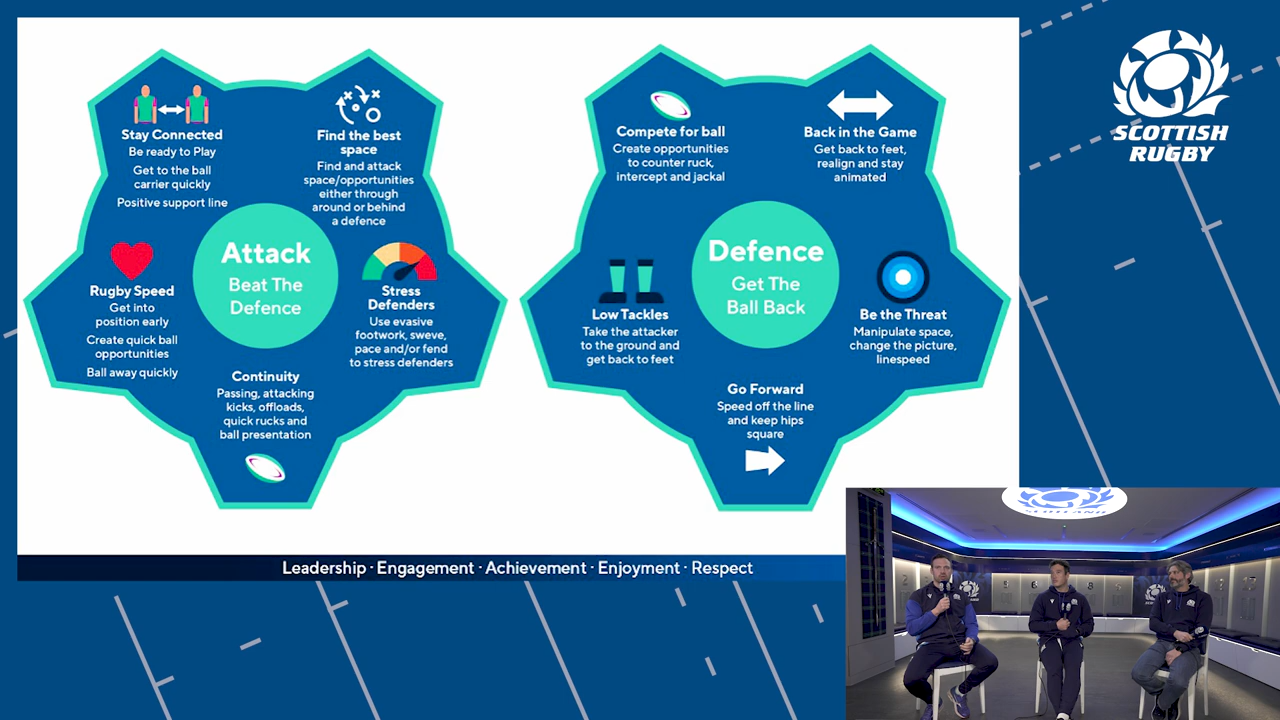 Stay Connected
Be ready to Play
Get to the ball
carrier quickly
Positive support line
Find the best
space
Find and attack
space/opportunities
either through
around or behind
a defence
Attack
Beat The
Defence
Rugby Speed
Get into
position early
Create quick ball
opportunities
Ball away quickly
Stress
Defenders
Use evasive
footwork, sweve,
pace and/or fend
to stress defenders
Continuity
Passing, attacking
kicks, offloads,
quick rucks and
ball presentation
Compete for ball
Create opportunities
to counter ruck,
intercept and jackal
Back in the Game
Get back to feet,
realign and stay
animated
Defence
Get The
Ball Back
Low Tackles
Take the attacker
to the ground and
get back to feet
Be the Threat
Manipulate space,
change the picture,
linespeed
Go Forward
Speed off the line
and keep hips
square
Leadership · Engagement · Achievement · Enjoyment · Respect
SCOTTISH
RUGBY
SCOTLAND